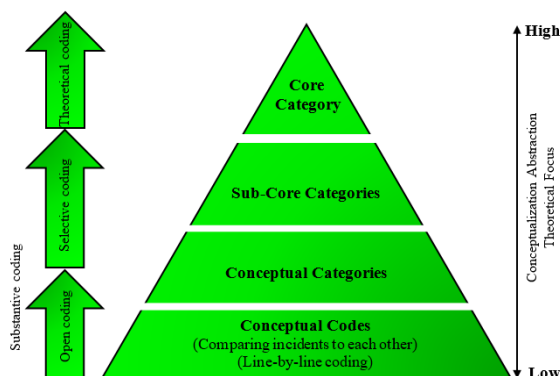 High
Core
Category
Sub-Core Categories
Conceptual Categories
Conceptual Codes
(Comparing incidents to each other)
(Line-by-line coding)
Low
Theoretical coding
Selective coding
Open coding
Substantive coding
Conceptualization Abstraction
Theoretical Focus